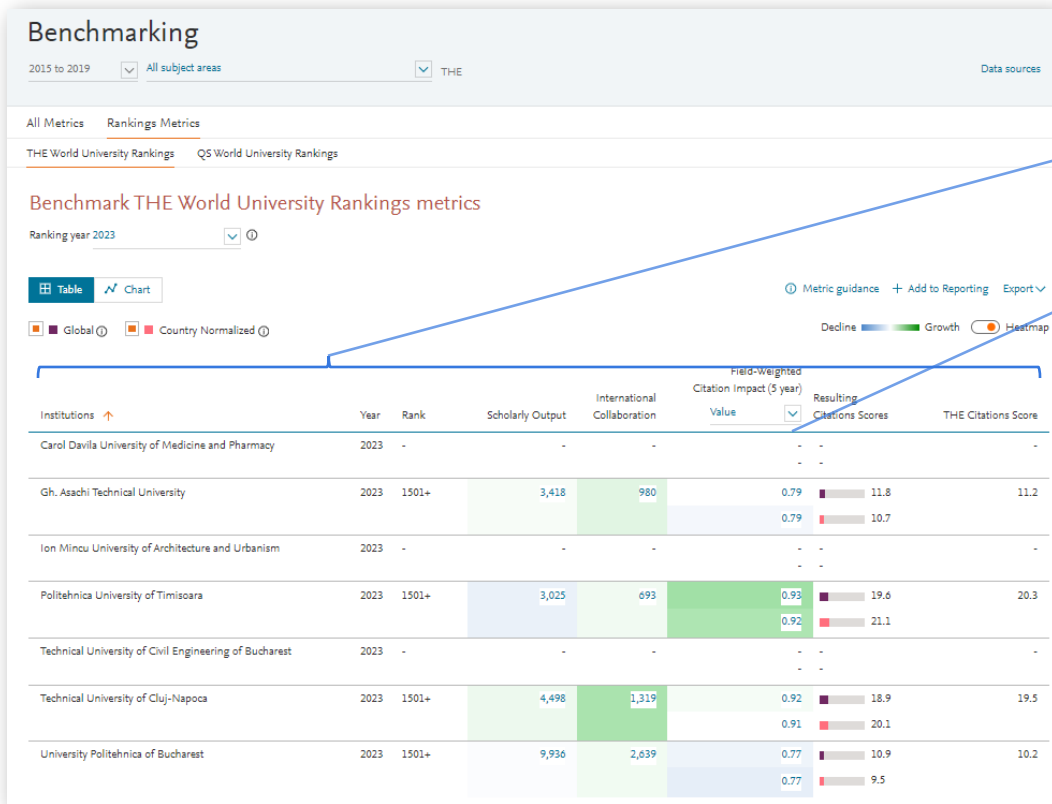 Benchmarking
2015 to 2019 All subject areas THE Data sources
All Metrics Rankings Metrics
THE World University Rankings QS World University Rankings
Benchmark THE World University Rankings metrics
Ranking year 2023
Table Chart Metric guidance + Add to Reporting Export
Global Country Normalized Decline Growth Heatmap
Field-Weighted
Citation Impact (5 year)
International Resulting
Institutions Year Rank Scholarly Output Collaboration Value Citations Scores THE Citations Score
Carol Davila University of Medicine and Pharmacy 2023 - - - - - -
- -
Gh. Asachi Technical University 2023 1501+ 3,418 980 0.79 11.8 11.2
0.79 10.7
Ion Mincu University of Architecture and Urbanism 2023 - - - - - -
- -
Politehnica University of Timisoara 2023 1501+ 3,025 693 0.93 19.6 20.3
0.92 21.1
Technical University of Civil Engineering of Bucharest 2023 - - - - - -
- -
Technical University of Cluj-Napoca 2023 1501+ 4,498 1,319 0.92 18.9 19.5
0.91 20.1
University Politehnica of Bucharest 2023 1501+ 9,936 2,639 0.77 10.9 10.2
0.77 9.5